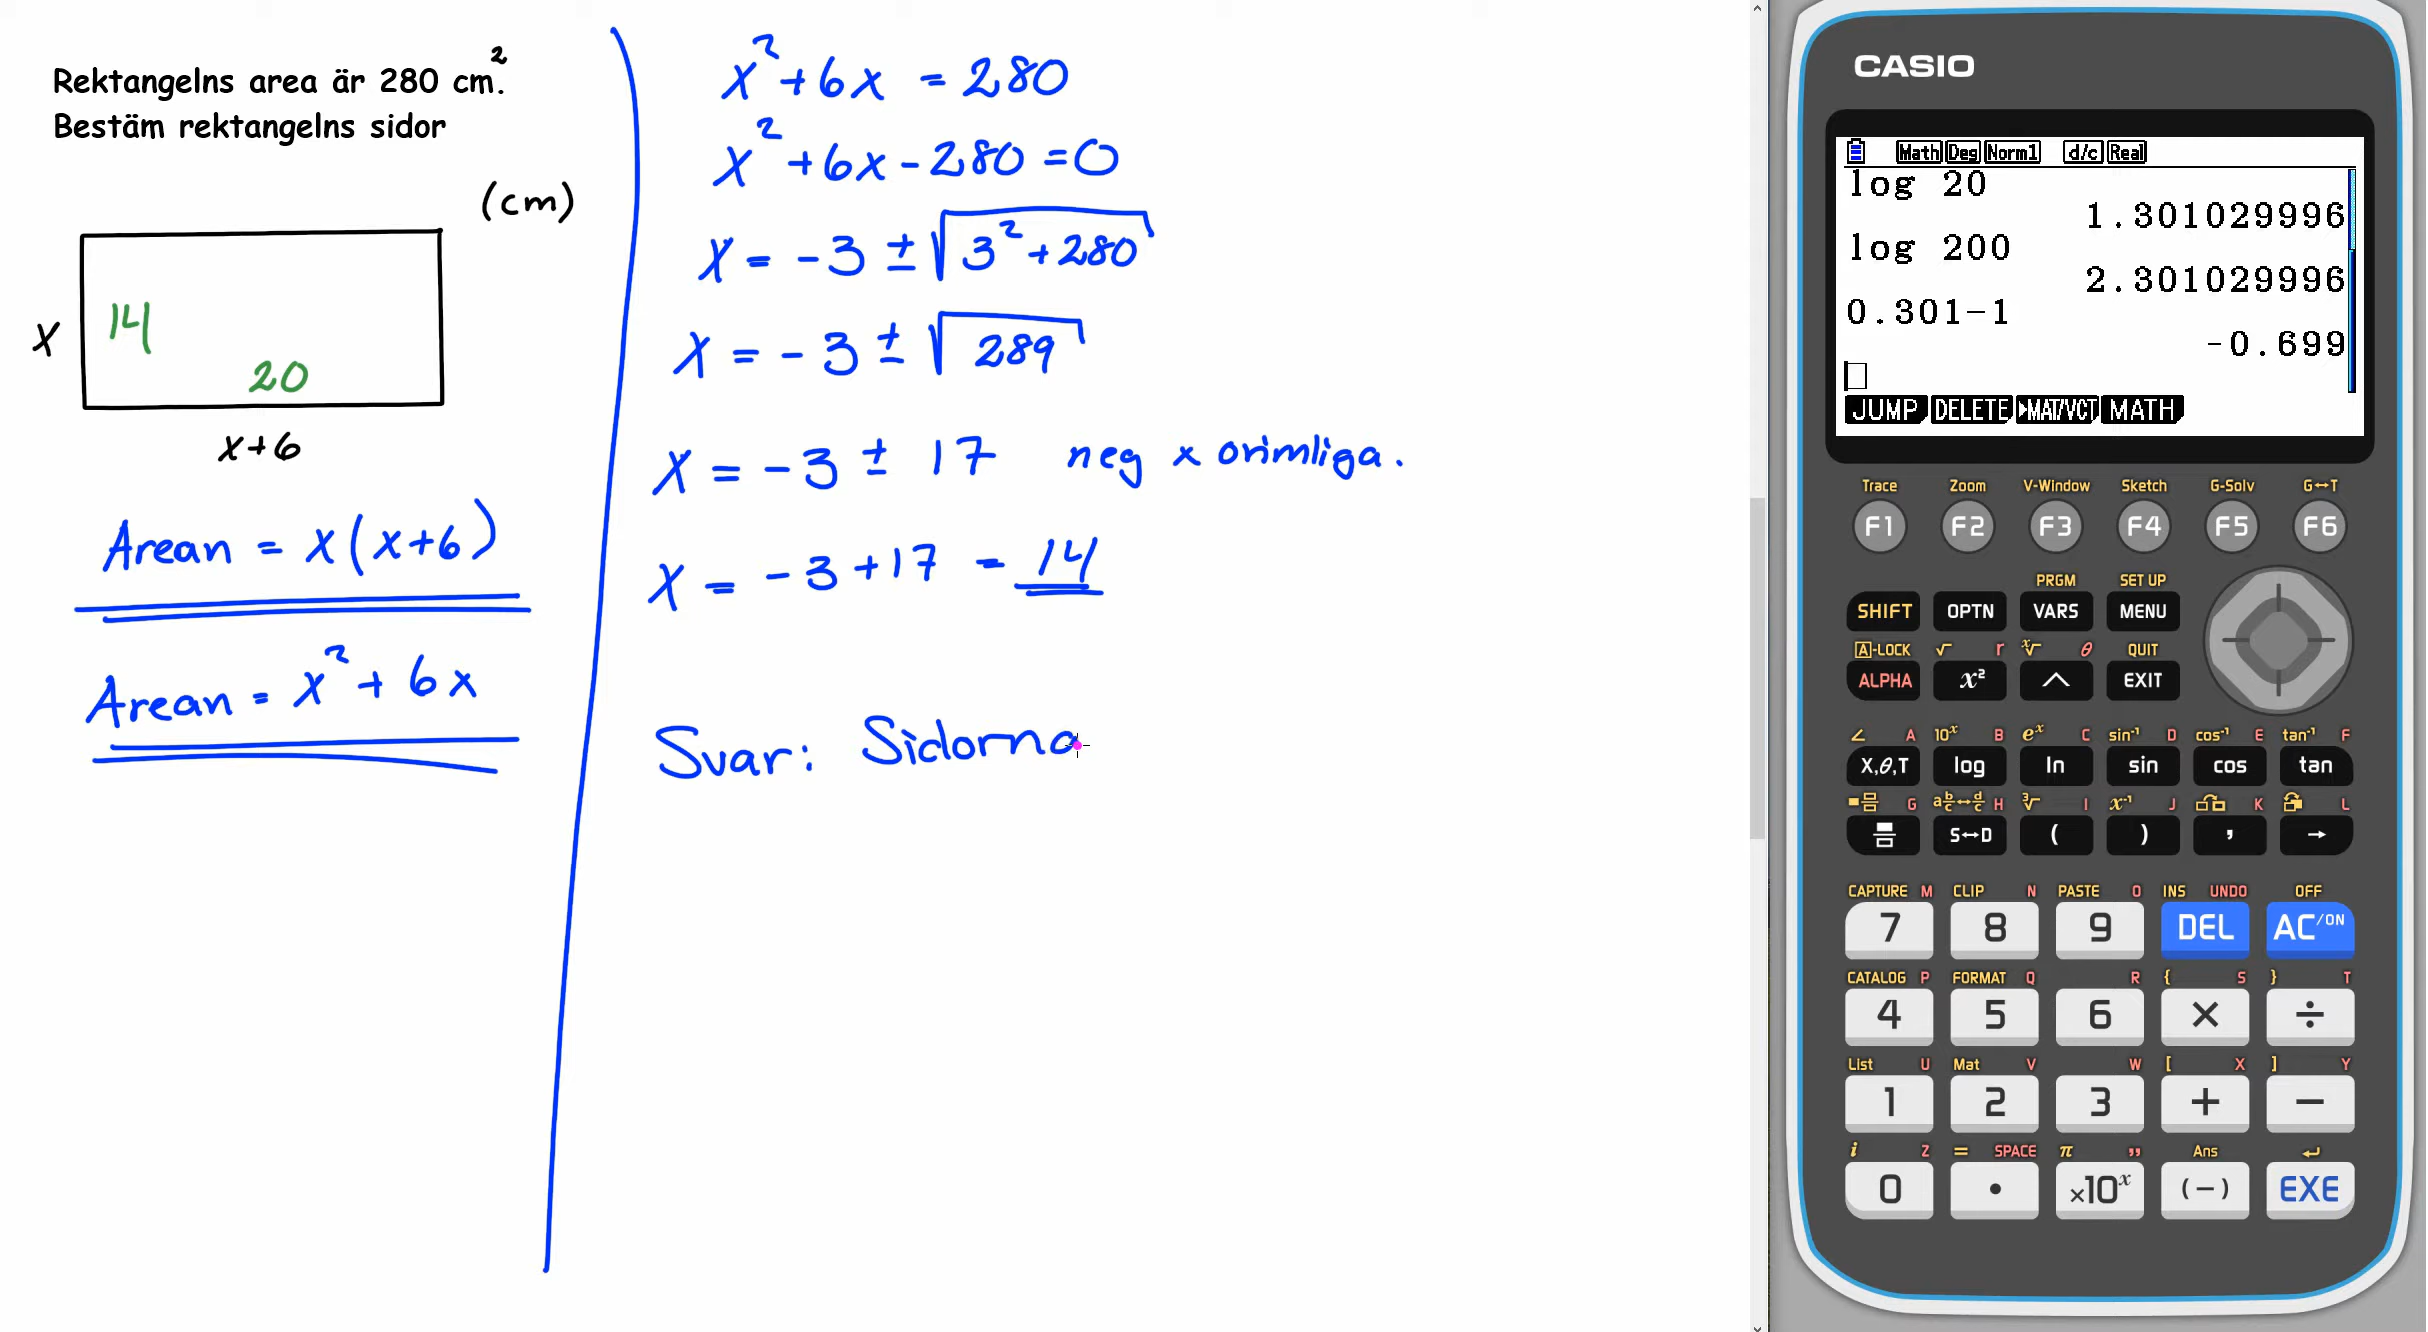 Rektangelns area är 280 cm².
Bestäm rektangelns sidor
(cm)
x
14
20
x+6
Arean = x(x+6)
Arean = x² + 6x
x² + 6x = 280
x² + 6x - 280 = 0
x = -3 ± √3² + 280
x = -3 ± √289
x = -3 ± 17 neg x orimliga.
x = -3 + 17 = 14
Svar: Sidorna
CASIO
Math Deg Norm1 d/c Real
log 20
1.301029996
log 200
2.301029996
0.301-1
-0.699
JUMP DELETE ▶MAT/VCT MATH
Trace Zoom V-Window Sketch G-Solv G↔T
F1 F2 F3 F4 F5 F6
PRGM SET UP
SHIFT OPTN VARS MENU
A-LOCK √ r ˣ√ θ QUIT
ALPHA x² ^ EXIT
∠ A 10ˣ B eˣ C sin⁻¹ D cos⁻¹ E tan⁻¹ F
X,θ,T log ln sin cos tan
G a b/c↔d/c H ³√ I x⁻¹ J K L
S↔D ( ) , →
CAPTURE M CLIP N PASTE O INS UNDO OFF
7 8 9 DEL AC/ON
CATALOG P FORMAT Q R { S } T
4 5 6 × ÷
List U Mat V W [ X ] Y
1 2 3 + −
i Z = SPACE π " Ans ↵
0 • ×10ˣ (−) EXE